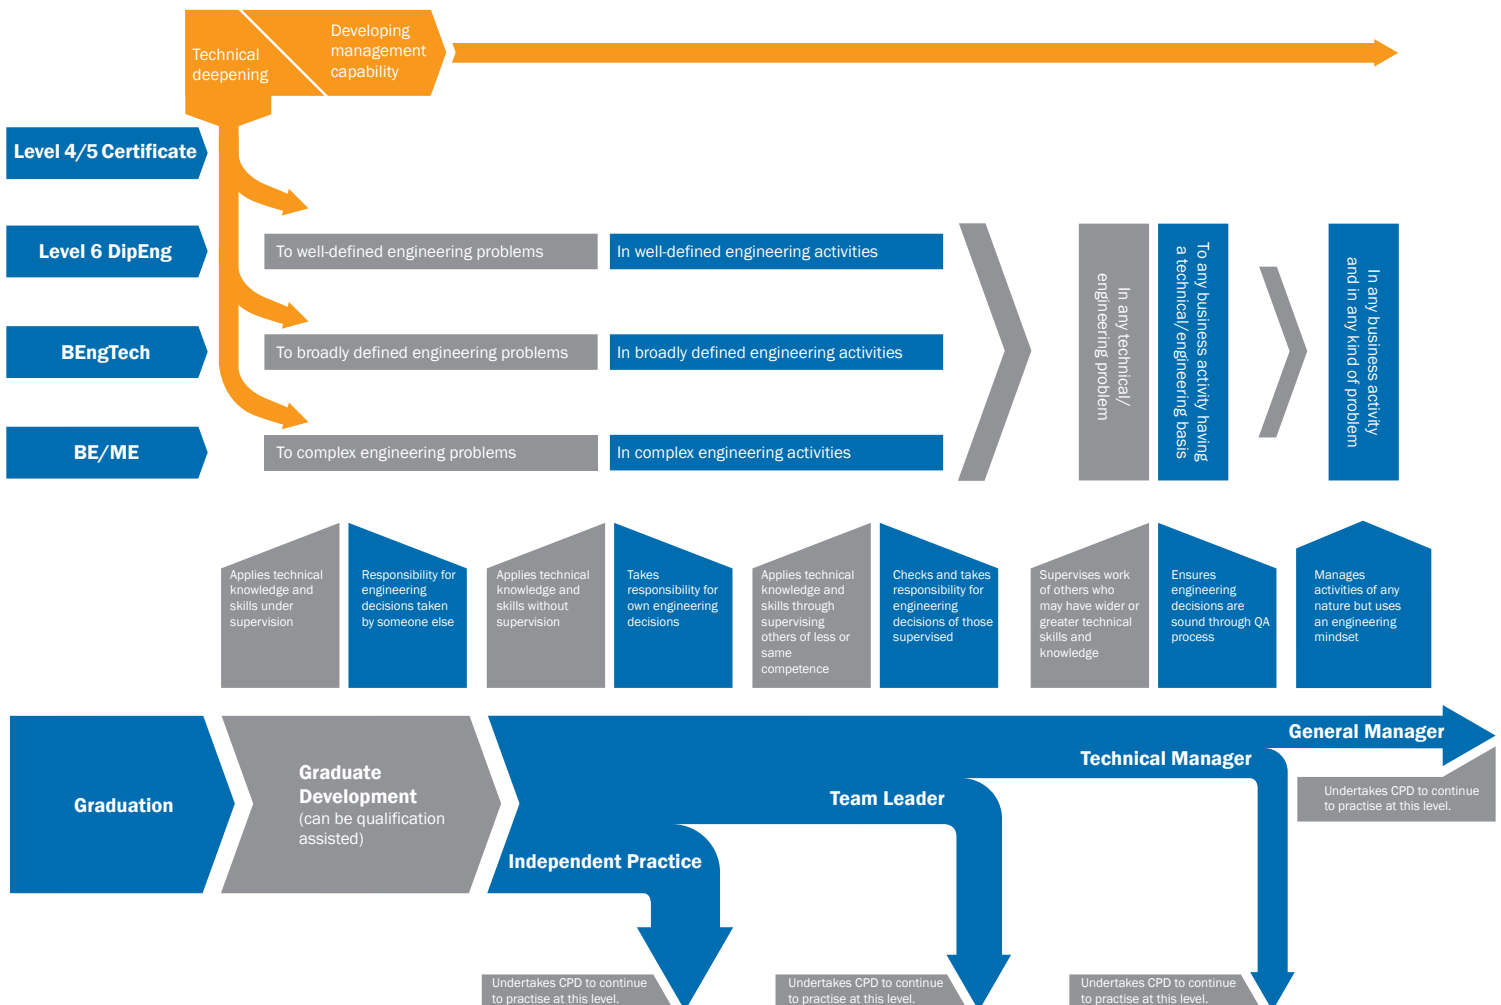 Technical
deepening
Developing
management
capability
Level 4/5 Certificate
Level 6 DipEng
To well-defined engineering problems
In well-defined engineering activities
BEngTech
To broadly defined engineering problems
In broadly defined engineering activities
BE/ME
To complex engineering problems
In complex engineering activities
In any technical/
engineering problem
To any business activity having
a technical/engineering basis
In any business activity
and in any kind of problem
Applies technical
knowledge and
skills under
supervision
Responsibility for
engineering
decisions taken
by someone else
Applies technical
knowledge and
skills without
supervision
Takes
responsibility for
own engineering
decisions
Applies technical
knowledge and
skills through
supervising
others of less or
same
competence
Checks and takes
responsibility for
engineering
decisions of those
supervised
Supervises work
of others who
may have wider or
greater technical
skills and
knowledge
Ensures
engineering
decisions are
sound through QA
process
Manages
activities of any
nature but uses
an engineering
mindset
Graduation
Graduate
Development
(can be qualification
assisted)
Independent Practice
Team Leader
Technical Manager
General Manager
Undertakes CPD to continue
to practise at this level.
Undertakes CPD to continue
to practise at this level.
Undertakes CPD to continue
to practise at this level.
Undertakes CPD to continue
to practise at this level.